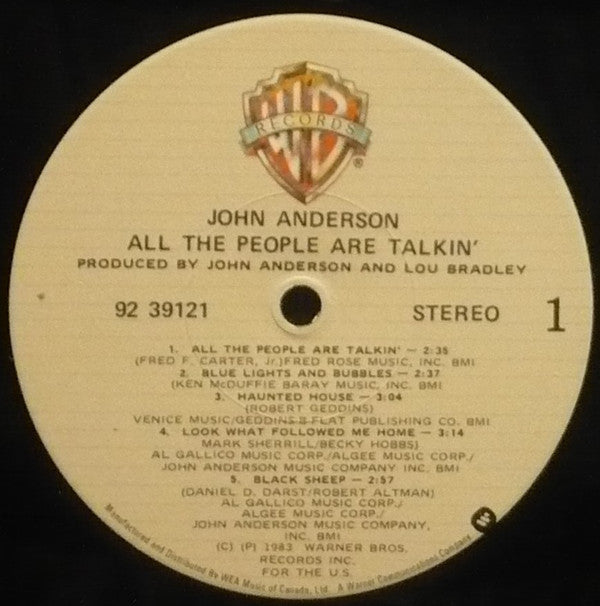 WB
RECORDS
®
JOHN ANDERSON
ALL THE PEOPLE ARE TALKIN'
PRODUCED BY JOHN ANDERSON AND LOU BRADLEY
92 39121
STEREO 1
1. ALL THE PEOPLE ARE TALKIN' — 2:35
(FRED F. CARTER, Jr.)FRED ROSE MUSIC, INC. BMI
2. BLUE LIGHTS AND BUBBLES — 2:37
(KEN McDUFFIE BARAY MUSIC, INC. BMI
3. HAUNTED HOUSE — 3:04
(ROBERT GEDDINS)
VENICE MUSIC/GEDDINS B FLAT PUBLISHING CO. BMI
4. LOOK WHAT FOLLOWED ME HOME — 3:14
MARK SHERRILL/BECKY HOBBS)
AL GALLICO MUSIC CORP./ALGEE MUSIC CORP./
JOHN ANDERSON MUSIC COMPANY INC. BMI
5. BLACK SHEEP — 2:57
(DANIEL D. DARST/ROBERT ALTMAN)
AL GALLICO MUSIC CORP./
ALGEE MUSIC CORP./
JOHN ANDERSON MUSIC COMPANY,
INC. BMI
(C) (P) 1983 WARNER BROS.
RECORDS INC.
FOR THE U.S.
Manufactured and Distributed By WEA Music of Canada, Ltd. A Warner Communications Company